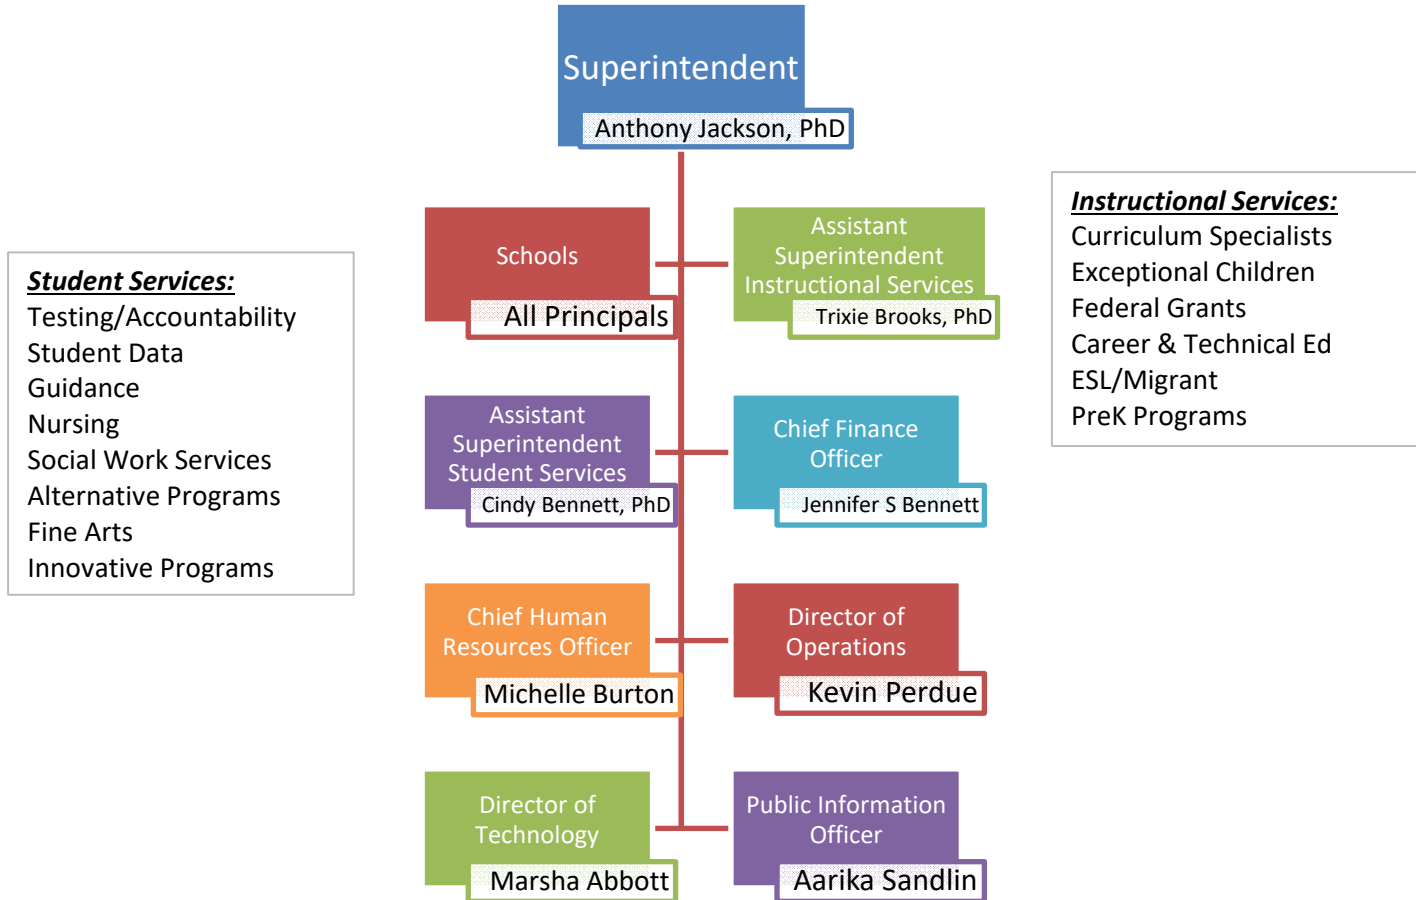 Superintendent
Anthony Jackson, PhD
Schools
All Principals
Assistant
Superintendent
Instructional Services
Trixie Brooks, PhD
Instructional Services:
Curriculum Specialists
Exceptional Children
Federal Grants
Career & Technical Ed
ESL/Migrant
PreK Programs
Student Services:
Testing/Accountability
Student Data
Guidance
Nursing
Social Work Services
Alternative Programs
Fine Arts
Innovative Programs
Assistant
Superintendent
Student Services
Cindy Bennett, PhD
Chief Finance
Officer
Jennifer S Bennett
Chief Human
Resources Officer
Michelle Burton
Director of
Operations
Kevin Perdue
Director of
Technology
Marsha Abbott
Public Information
Officer
Aarika Sandlin